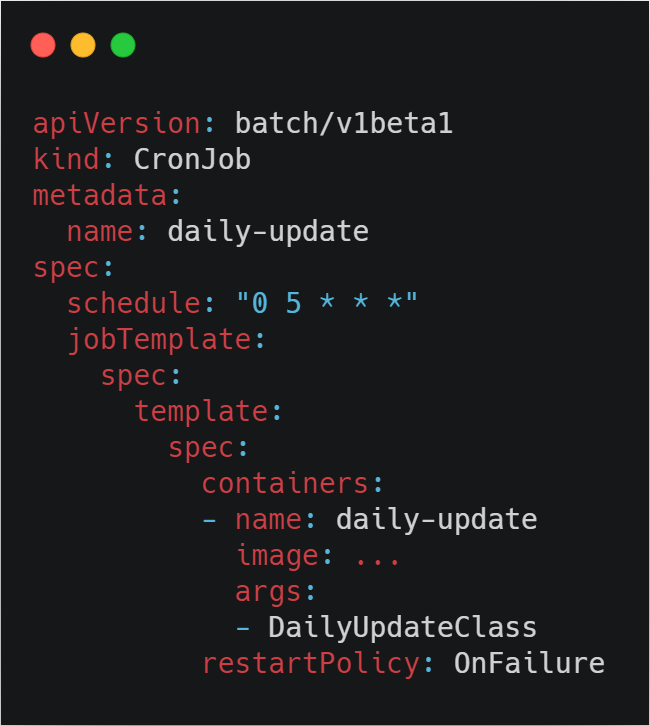 apiVersion: batch/v1beta1
kind: CronJob
metadata:
  name: daily-update
spec:
  schedule: "0 5 * * *"
  jobTemplate:
    spec:
      template:
        spec:
          containers:
          - name: daily-update
            image: ...
            args:
            - DailyUpdateClass
          restartPolicy: OnFailure